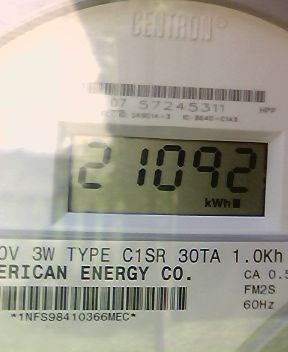 CENTRON®
07 57245311
HPP
21092
kWh
0V 3W TYPE C1SR 30TA 1.0Kh
ERICAN ENERGY CO.
CA 0.5
FM2S
60Hz
*1NFS98410366MEC*